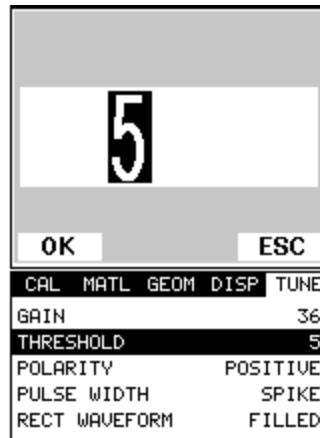 5
OK ESC
CAL MATL GEOM DISP TUNE
GAIN 36
THRESHOLD 5
POLARITY POSITIVE
PULSE WIDTH SPIKE
RECT WAVEFORM FILLED